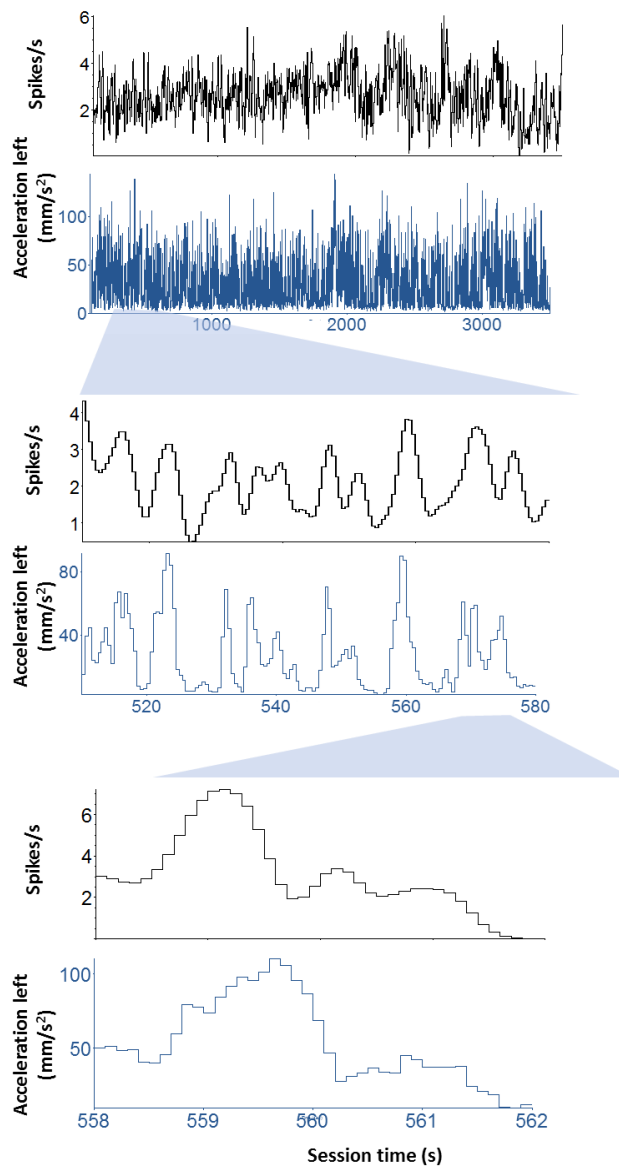 Spikes/s
6
4
2
Acceleration left
(mm/s²)
100
50
0
1000
2000
3000
Spikes/s
4
3
2
1
Acceleration left
(mm/s²)
80
40
520
540
560
580
Spikes/s
6
4
2
Acceleration left
(mm/s²)
100
50
558
559
560
561
562
Session time (s)